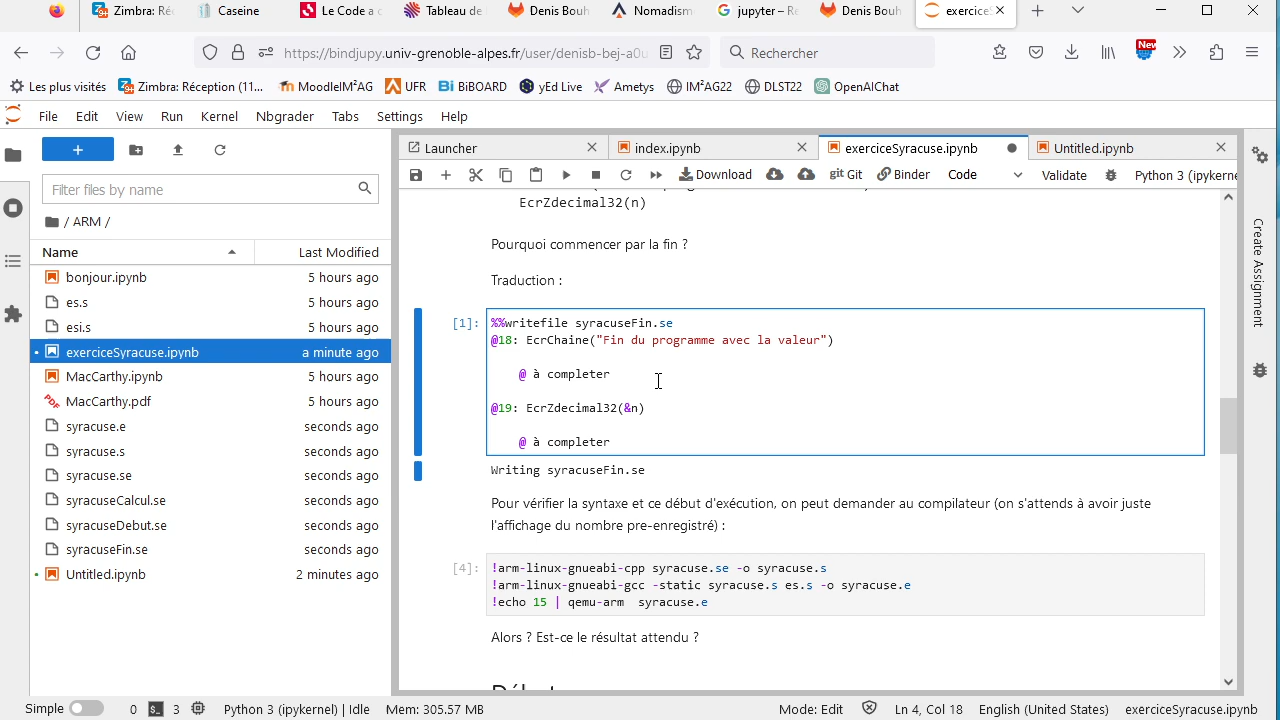 Zimbra: Réc
Caseine
Le Code a c
Tableau de
Denis Bouh
Nomadism
jupyter – Re
Denis Bouh
exerciceS
https://bindjupy.univ-grenoble-alpes.fr/user/denisb-bej-a0u
Rechercher
New
Les plus visités
Zimbra: Réception (11...
MoodleIM²AG
UFR
BiBOARD
yEd Live
Ametys
IM²AG22
DLST22
OpenAIChat
File Edit View Run Kernel Nbgrader Tabs Settings Help
Filter files by name
/ ARM /
Name Last Modified
bonjour.ipynb 5 hours ago
es.s 5 hours ago
esi.s 5 hours ago
exerciceSyracuse.ipynb a minute ago
MacCarthy.ipynb 5 hours ago
MacCarthy.pdf 5 hours ago
syracuse.e seconds ago
syracuse.s seconds ago
syracuse.se seconds ago
syracuseCalcul.se seconds ago
syracuseDebut.se seconds ago
syracuseFin.se seconds ago
Untitled.ipynb 2 minutes ago
Launcher
index.ipynb
exerciceSyracuse.ipynb
Untitled.ipynb
Download
git Git
Binder
Code
Validate
Python 3 (ipykerne
EcrZdecimal32(n)
Pourquoi commencer par la fin ?
Traduction :
[1]: %%writefile syracuseFin.se
@18: EcrChaine("Fin du programme avec la valeur")
@ à completer
@19: EcrZdecimal32(&n)
@ à completer
Writing syracuseFin.se
Pour vérifier la syntaxe et ce début d'exécution, on peut demander au compilateur (on s'attends à avoir juste
l'affichage du nombre pre-enregistré) :
[4]: !arm-linux-gnueabi-cpp syracuse.se -o syracuse.s
!arm-linux-gnueabi-gcc -static syracuse.s es.s -o syracuse.e
!echo 15 | qemu-arm syracuse.e
Alors ? Est-ce le résultat attendu ?
Create Assignment
Simple 0 3 Python 3 (ipykernel) | Idle Mem: 305.57 MB Mode: Edit Ln 4, Col 18 English (United States) exerciceSyracuse.ipynb